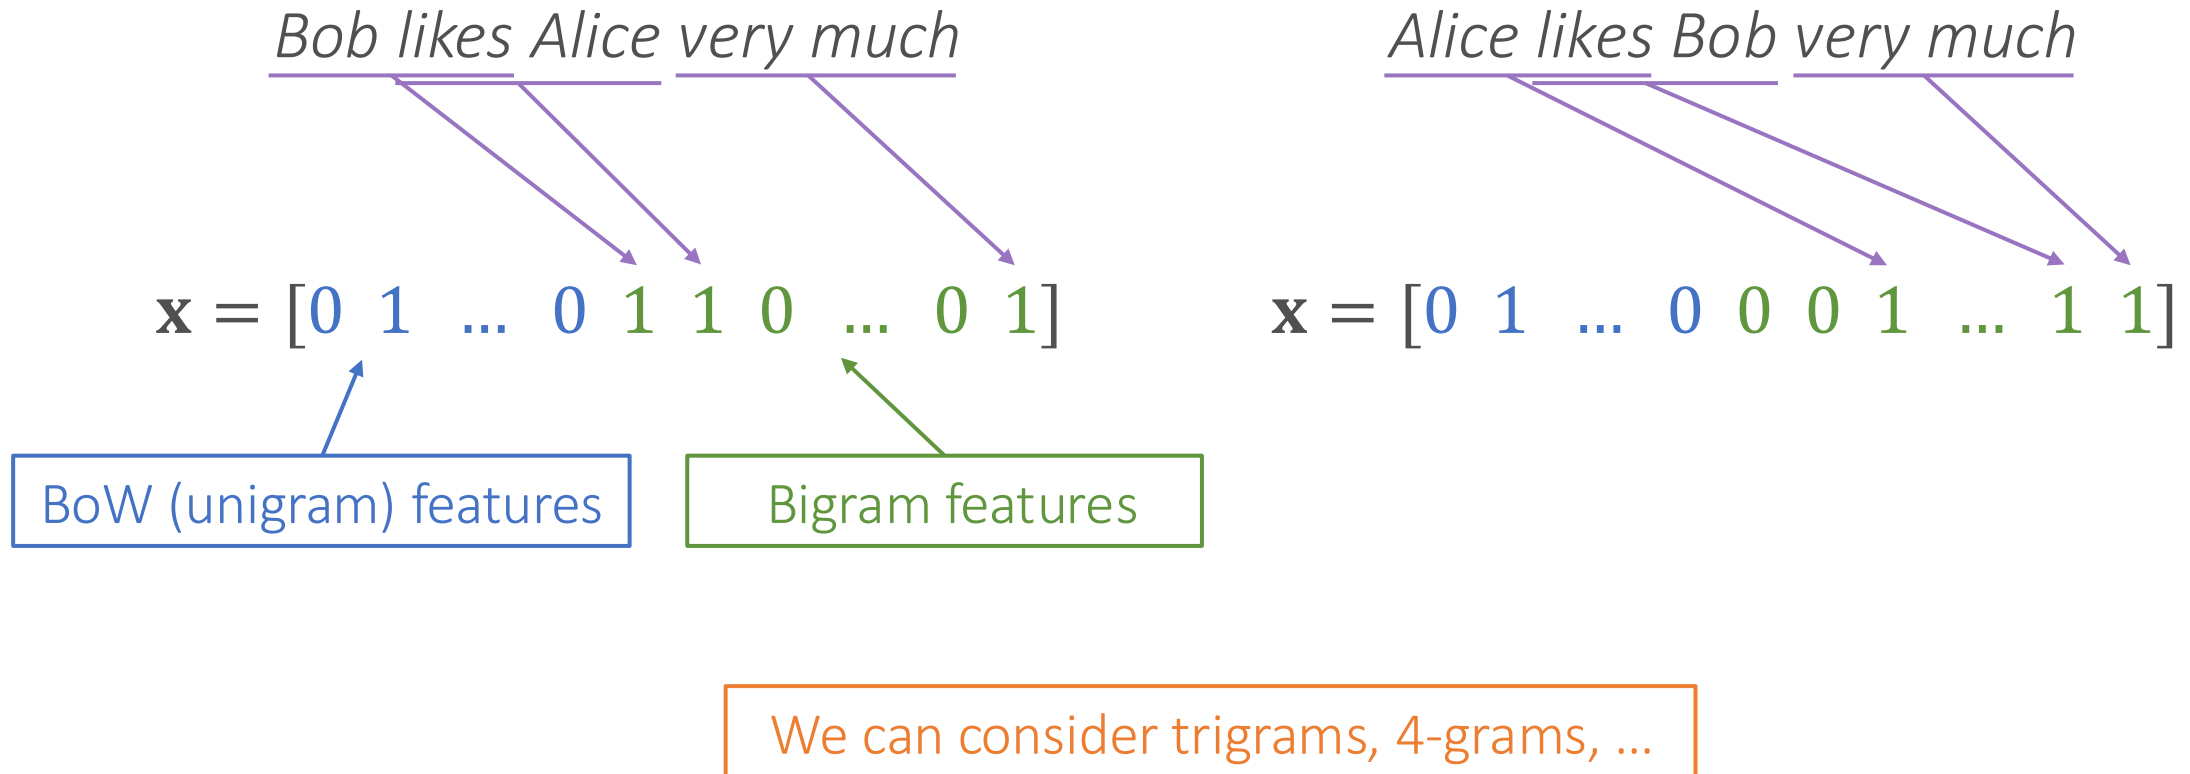 Bob likes Alice very much
Alice likes Bob very much
x = [0 1 ... 0 1 1 0 ... 0 1]
x = [0 1 ... 0 0 0 1 ... 1 1]
BoW (unigram) features
Bigram features
We can consider trigrams, 4-grams, ...